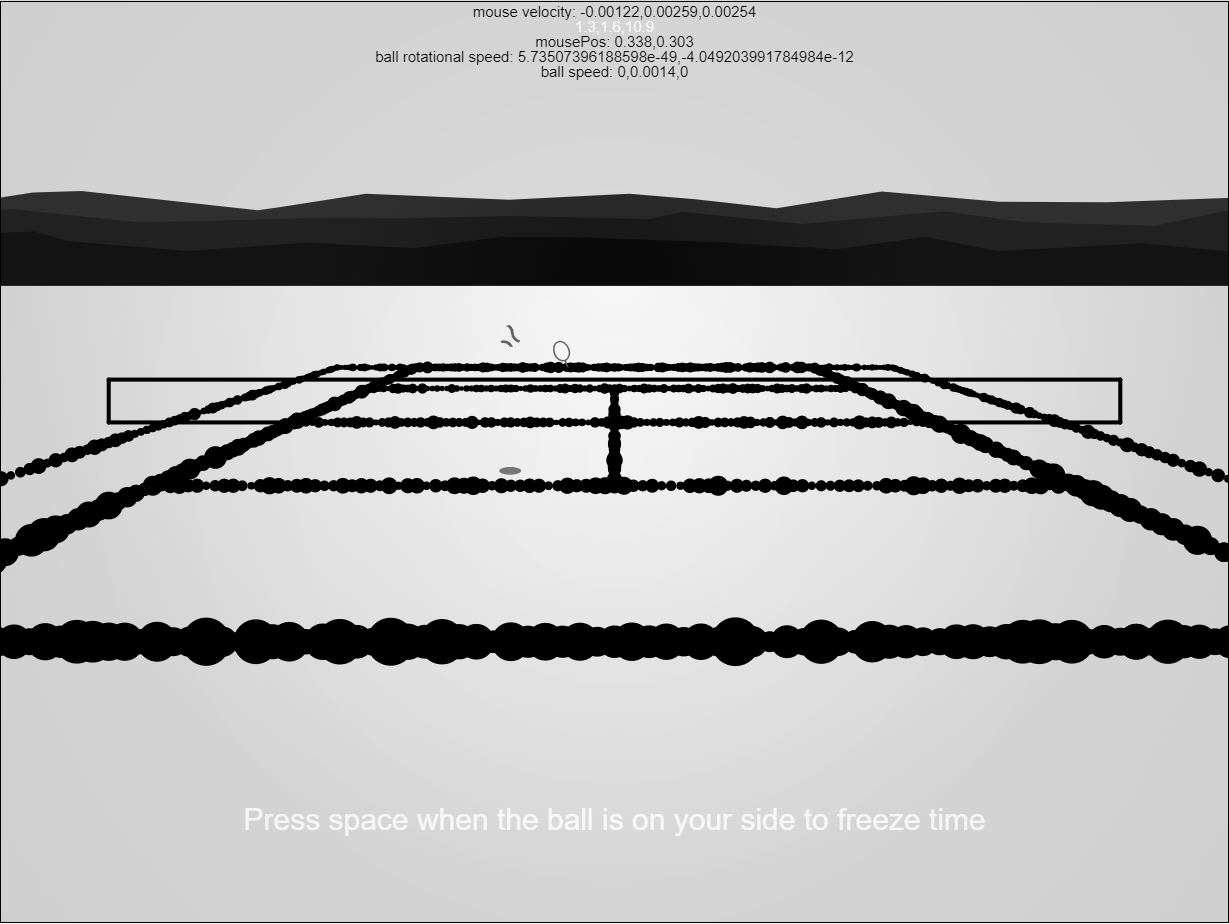 mouse velocity: -0.00122,0.00259,0.00254
1.3,1.6,10.9
mousePos: 0.338,0.303
ball rotational speed: 5.73507396188598e-49,-4.049203991784984e-12
ball speed: 0,0.0014,0
Press space when the ball is on your side to freeze time